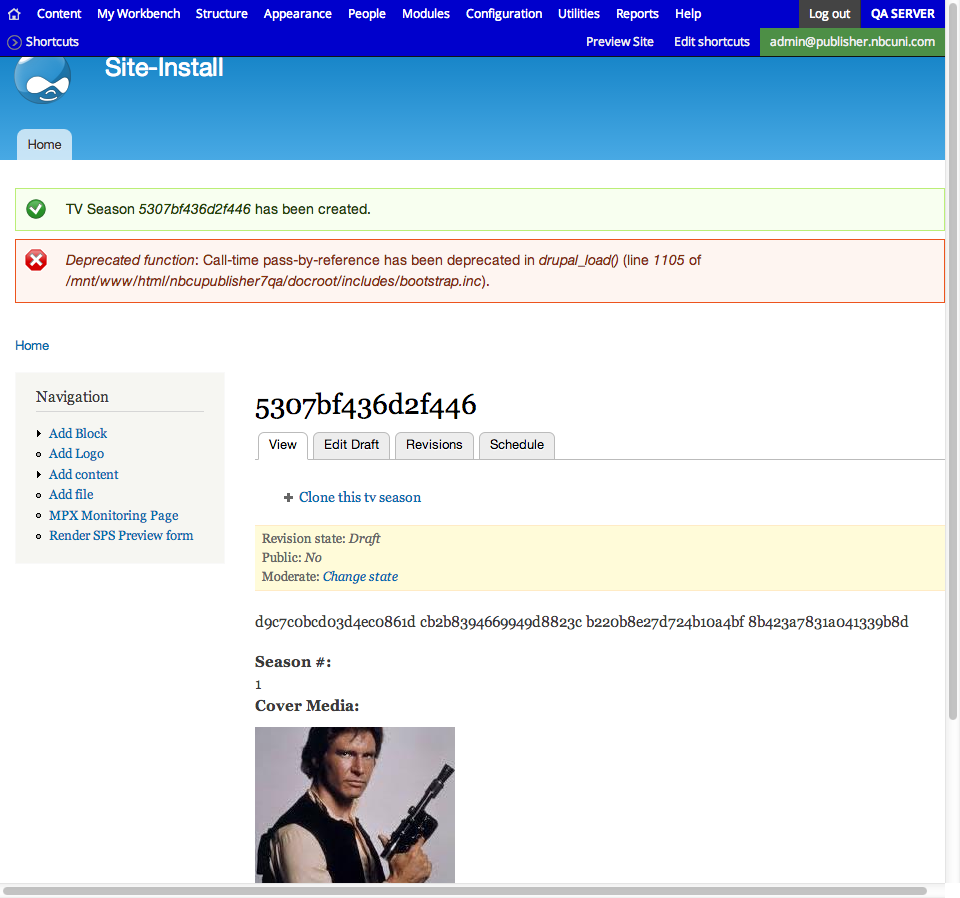 Content My Workbench Structure Appearance People Modules Configuration Utilities Reports Help Log out QA SERVER
Shortcuts Preview Site Edit shortcuts admin@publisher.nbcuni.com
Site-Install
Home
TV Season 5307bf436d2f446 has been created.
Deprecated function: Call-time pass-by-reference has been deprecated in drupal_load() (line 1105 of
/mnt/www/html/nbcupublisher7qa/docroot/includes/bootstrap.inc).
Home
Navigation
Add Block
Add Logo
Add content
Add file
MPX Monitoring Page
Render SPS Preview form
5307bf436d2f446
View Edit Draft Revisions Schedule
Clone this tv season
Revision state: Draft
Public: No
Moderate: Change state
d9c7c0bcd03d4ec0861d cb2b8394669949d8823c b220b8e27d724b10a4bf 8b423a7831a041339b8d
Season #:
1
Cover Media: